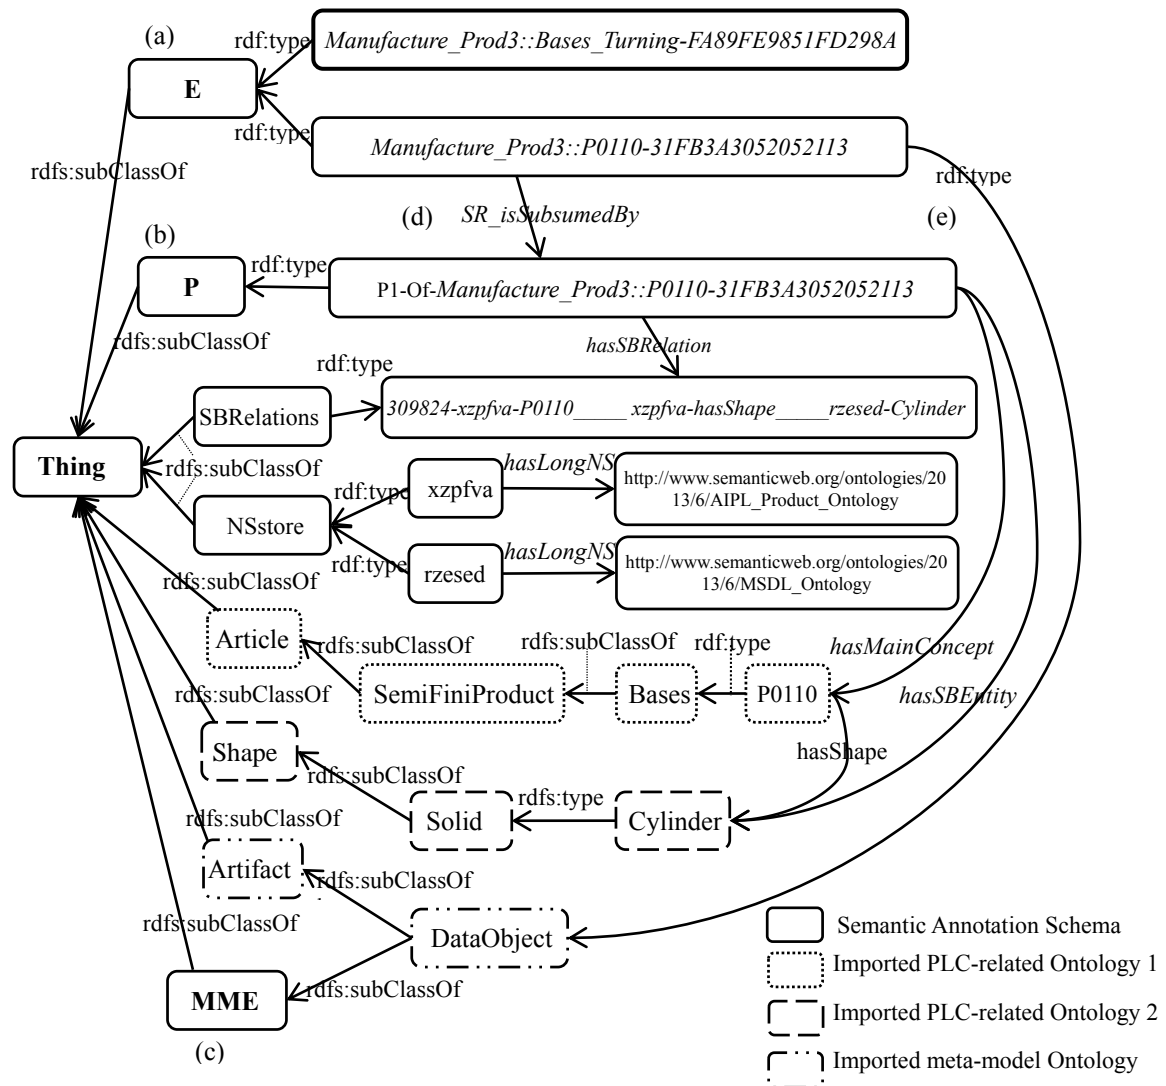 (a)
rdf:type
Manufacture_Prod3::Bases_Turning-FA89FE9851FD298A
E
rdf:type
Manufacture_Prod3::P0110-31FB3A3052052113
rdf:type
rdfs:subClassOf
(d)
SR_isSubsumedBy
(e)
(b)
rdf:type
P
P1-Of-Manufacture_Prod3::P0110-31FB3A3052052113
rdfs:subClassOf
hasSBRelation
rdf:type
SBRelations
309824-xzpfva-P0110_____ xzpfva-hasShape_____rzesed-Cylinder
Thing
rdfs:subClassOf
xzpfva
hasLongNS
http://www.semanticweb.org/ontologies/20
13/6/AIPL_Product_Ontology
rdf:type
NSstore
rdf:type
rzesed
hasLongNS
http://www.semanticweb.org/ontologies/20
13/6/MSDL_Ontology
rdfs:subClassOf
Article
rdfs:subClassOf
rdfs:subClassOf
rdf:type
hasMainConcept
SemiFiniProduct
Bases
P0110
rdfs:subClassOf
hasSBEntity
Shape
hasShape
rdfs:subClassOf
rdfs:type
Solid
Cylinder
rdfs:subClassOf
Artifact
rdfs:subClassOf
rdfs:subClassOf
DataObject
MME
rdfs:subClassOf
(c)
Semantic Annotation Schema
Imported PLC-related Ontology 1
Imported PLC-related Ontology 2
Imported meta-model Ontology